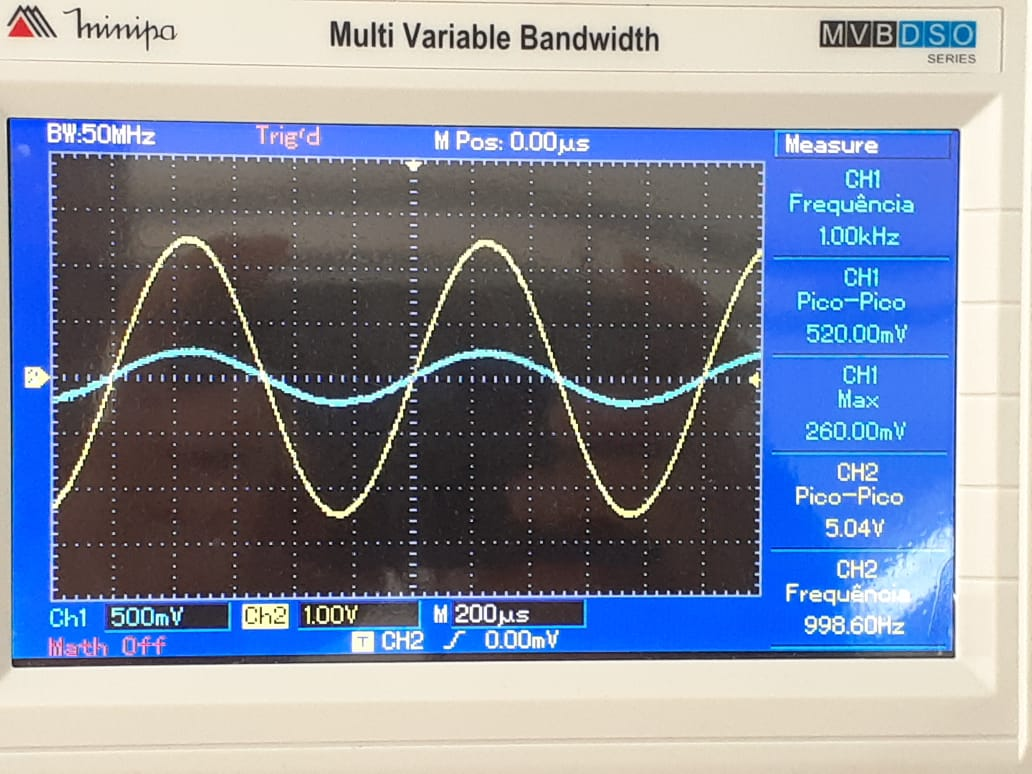 minipa
Multi Variable Bandwidth
MVBDSO
SERIES
BW:50MHz
Trig'd
M Pos: 0.00µs
Measure
CH1
Frequência
1.00kHz
CH1
Pico-Pico
520.00mV
CH1
Max
260.00mV
CH2
Pico-Pico
5.04V
CH2
Frequência
998.60Hz
Ch1 500mV
Ch2 1.00V
M 200µs
Math Off
T CH2 0.00mV